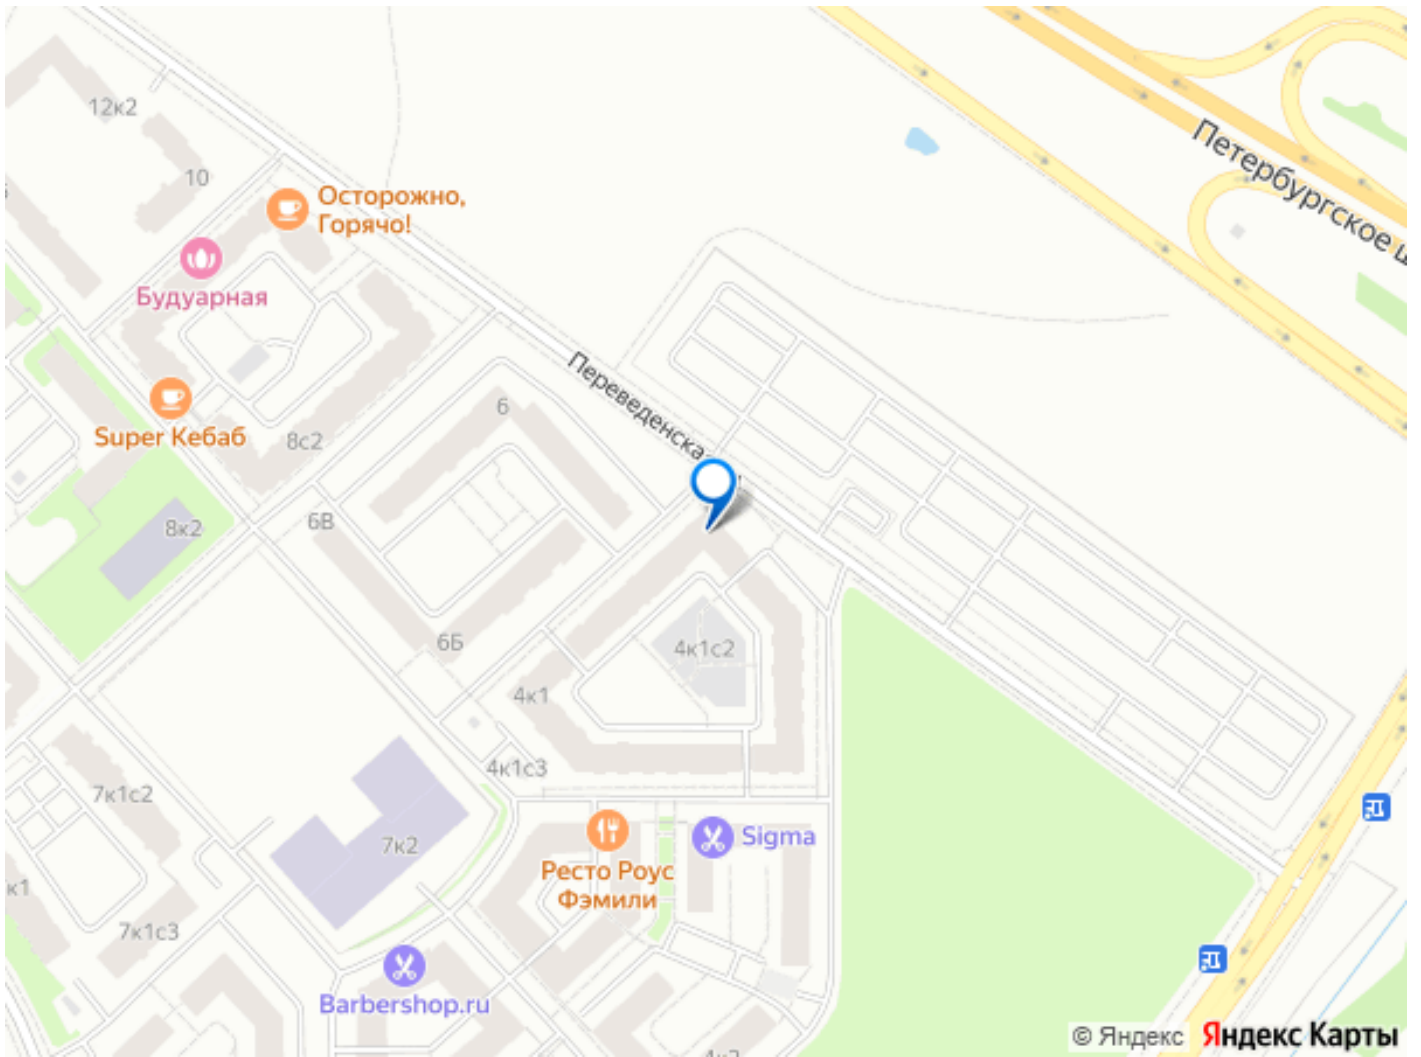 12к2
Петербургское ш
10
Осторожно,
Горячо!
Будуарная
Переведенская
6
Super Кебаб
8с2
6В
8к2
6Б
4к1с2
4к1
4к1с3
7к1с2
7к2
Sigma
Ресто Роус
Фэмили
к1
7к1с3
Barbershop.ru
© Яндекс
Яндекс Карты